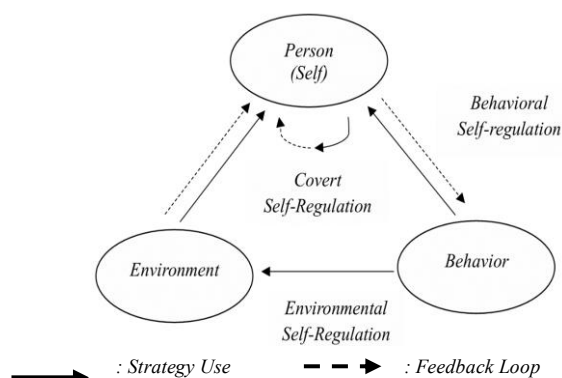 Person
(Self)
Behavioral
Self-regulation
Covert
Self-Regulation
Environment
Behavior
Environmental
Self-Regulation
: Strategy Use
: Feedback Loop